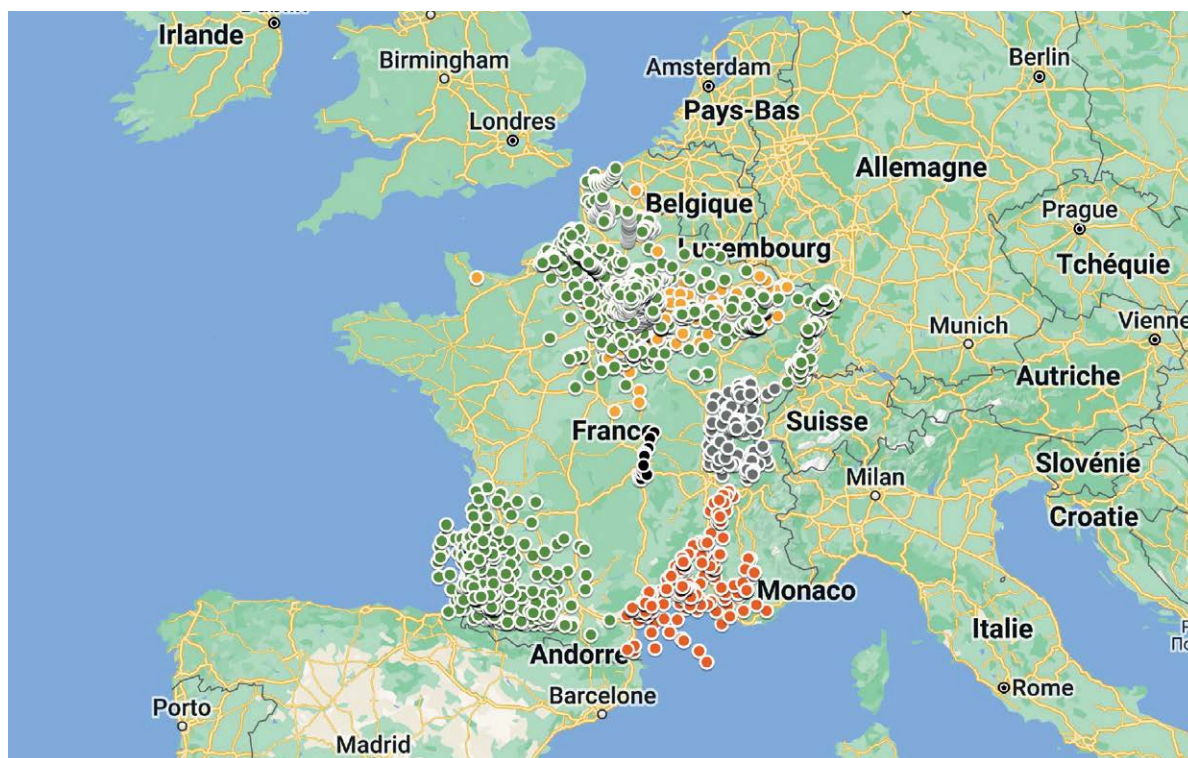 Irlande
Birmingham
Londres
Amsterdam
Pays-Bas
Berlin
Allemagne
Belgique
Luxembourg
Prague
Tchéquie
Munich
Vienne
Autriche
Suisse
France
Milan
Slovénie
Croatie
Monaco
Italie
Andorre
Barcelone
Rome
Porto
Madrid